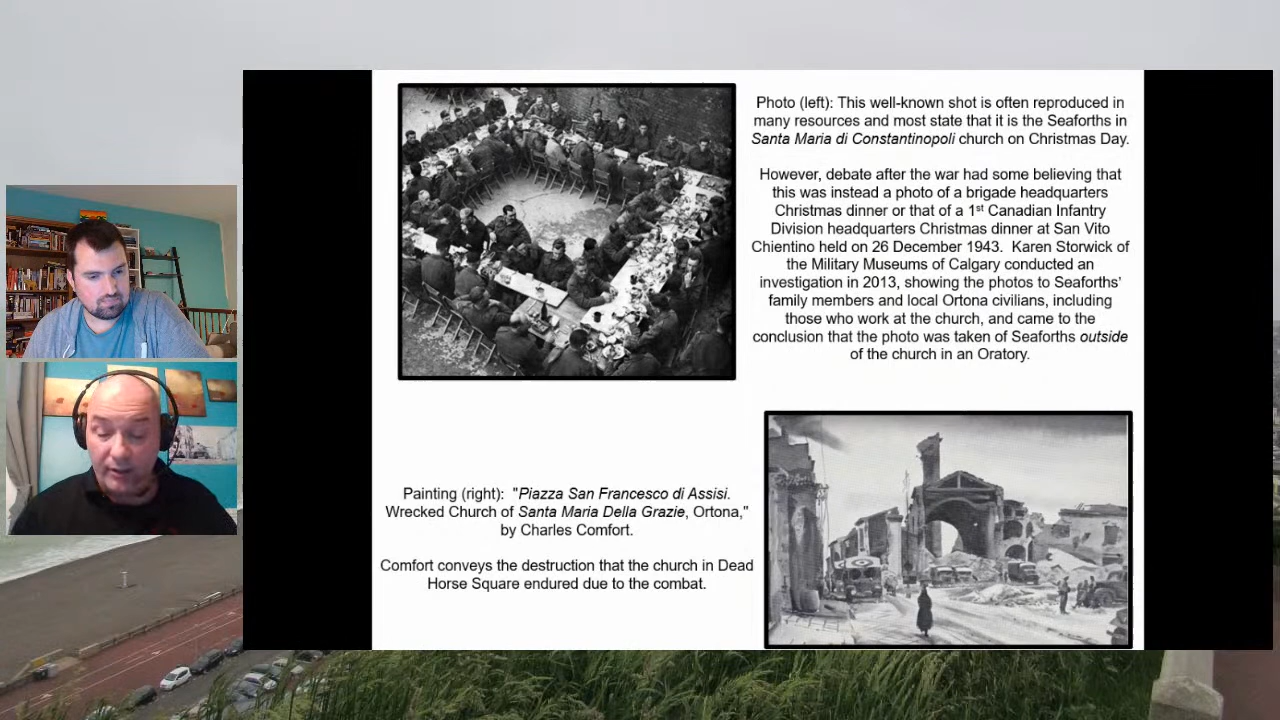 Photo (left): This well-known shot is often reproduced in
many resources and most state that it is the Seaforths in
Santa Maria di Constantinopoli church on Christmas Day.
However, debate after the war had some believing that
this was instead a photo of a brigade headquarters
Christmas dinner or that of a 1st Canadian Infantry
Division headquarters Christmas dinner at San Vito
Chientino held on 26 December 1943. Karen Storwick of
the Military Museums of Calgary conducted an
investigation in 2013, showing the photos to Seaforths'
family members and local Ortona civilians, including
those who work at the church, and came to the
conclusion that the photo was taken of Seaforths outside
of the church in an Oratory.
Painting (right): "Piazza San Francesco di Assisi.
Wrecked Church of Santa Maria Della Grazie, Ortona,"
by Charles Comfort.
Comfort conveys the destruction that the church in Dead
Horse Square endured due to the combat.